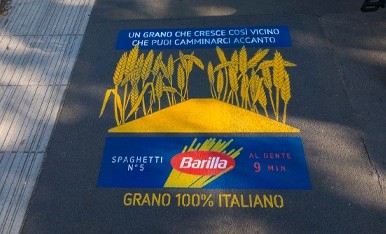 UN GRANO CHE CRESCE COSÌ VICINO
CHE PUOI CAMMINARCI ACCANTO
SPAGHETTI
N°5
Barilla
AL DENTE
9 MIN
GRANO 100% ITALIANO